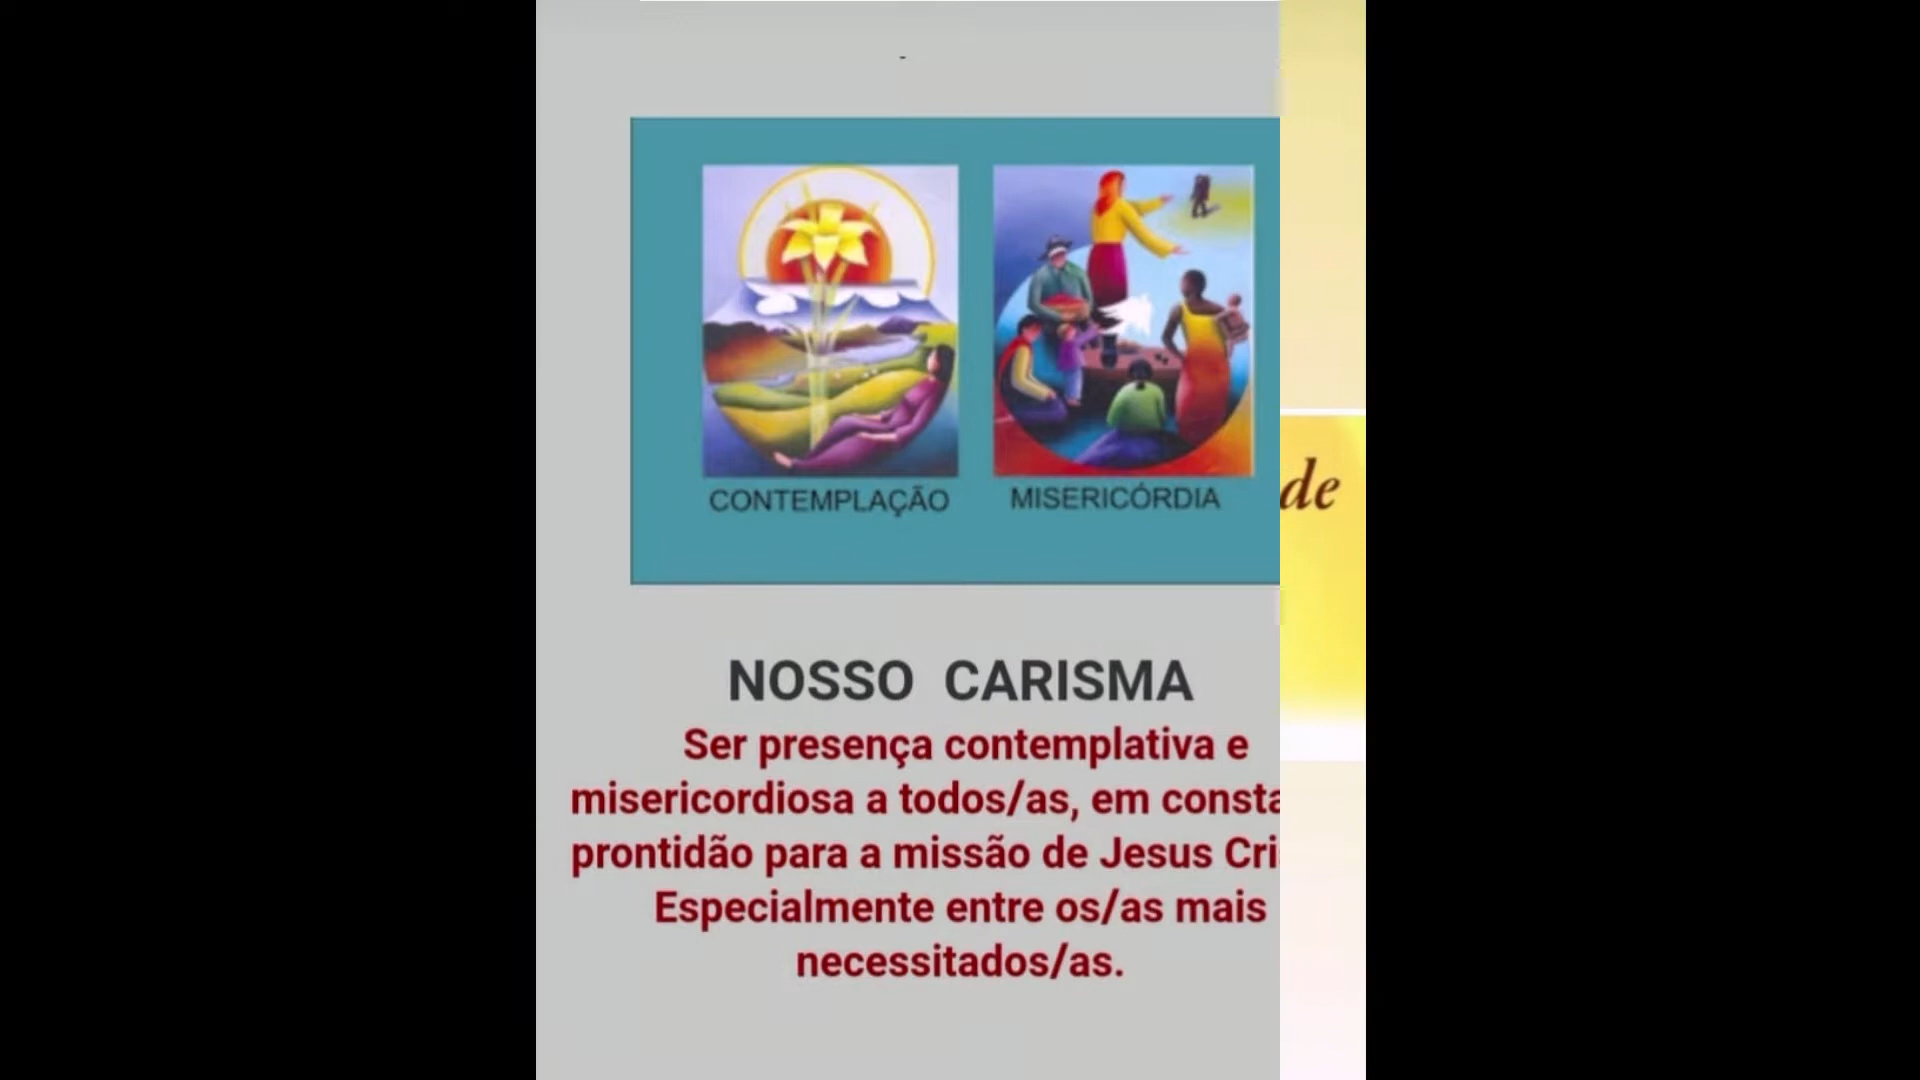 CONTEMPLAÇÃO
MISERICÓRDIA
de
NOSSO CARISMA
Ser presença contemplativa e
misericordiosa a todos/as, em consta
prontidão para a missão de Jesus Cri
Especialmente entre os/as mais
necessitados/as.